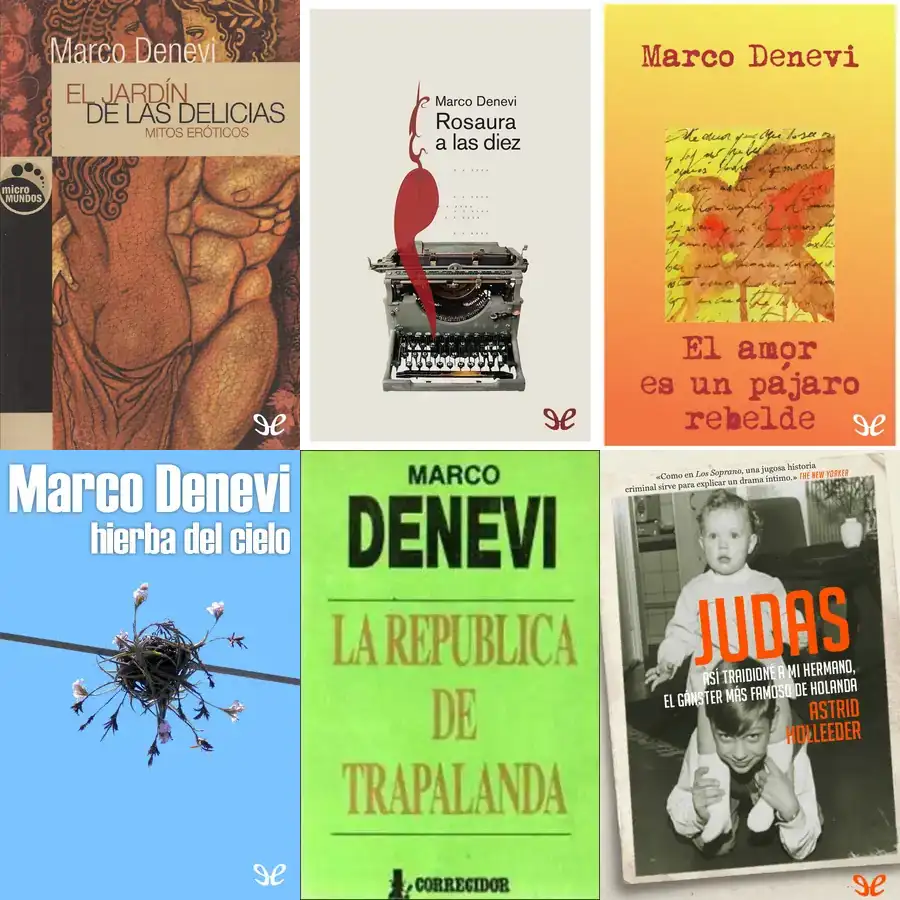 Marco Denevi
EL JARDÍN
DE LAS DELICIAS
MITOS ERÓTICOS
micro
MUNDOS
Marco Denevi
Rosaura
a las diez
Marco Denevi
El amor
es un pájaro
rebelde
Marco Denevi
hierba del cielo
MARCO
DENEVI
LA REPUBLICA
DE
TRAPALANDA
CORREGIDOR
«Como en Los Soprano, una jugosa historia
criminal sirve para explicar un drama íntimo.» THE NEW YORKER
JUDAS
ASÍ TRAIDIONÉ A MI HERMANO,
EL GÁNSTER MÁS FAMOSO DE HOLANDA
ASTRID
HOLLEEDER